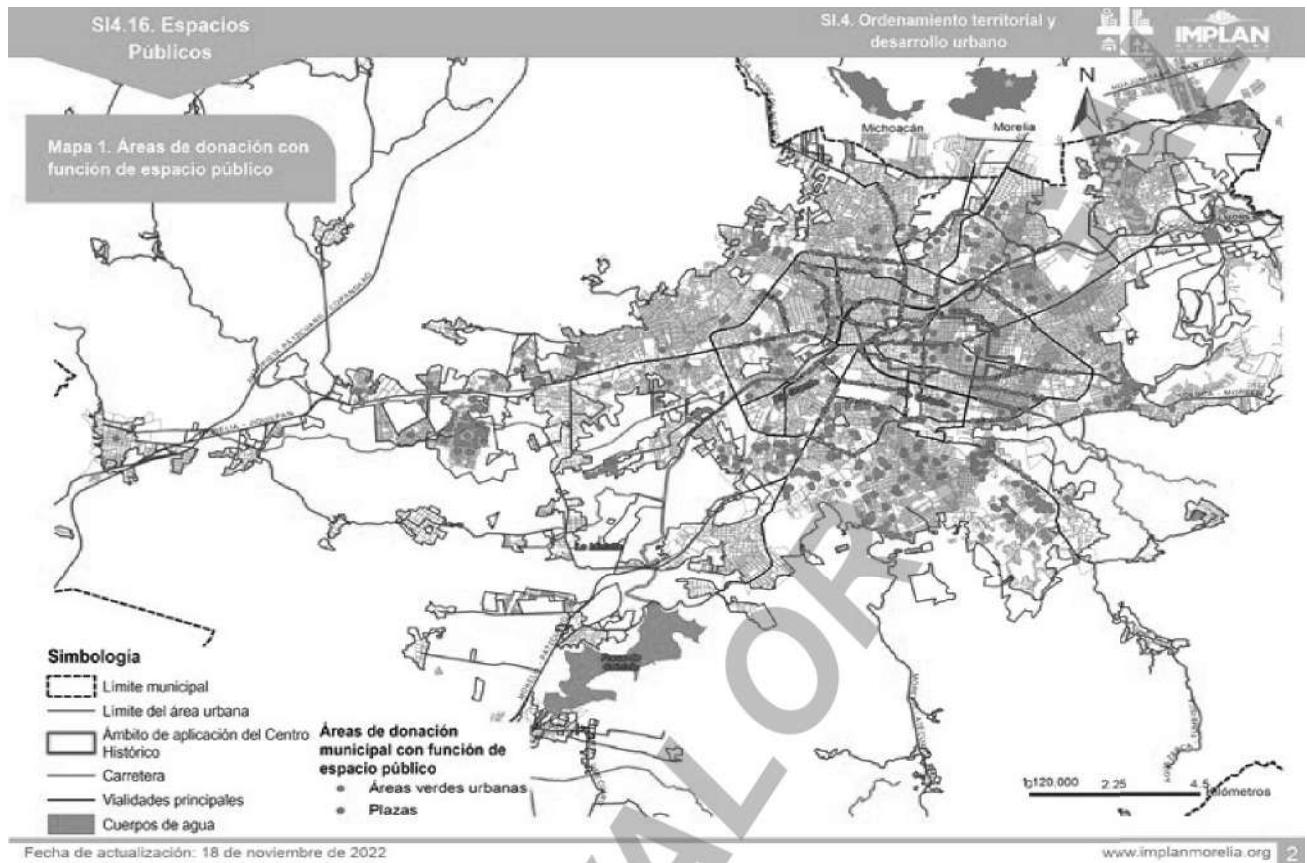 SI4.16. Espacios
Públicos
SI.4. Ordenamiento territorial y
desarrollo urbano
IMPLAN
Mapa 1. Áreas de donación con
función de espacio público
Michoacán
Morelia
N
Simbología
Límite municipal
Límite del área urbana
Ámbito de aplicación del Centro
Histórico
Carretera
Vialidades principales
Cuerpos de agua
Áreas de donación
municipal con función de
espacio público
Áreas verdes urbanas
Plazas
120,000
2.25
4.5
Kilómetros
VALOR
Fecha de actualización: 18 de noviembre de 2022
www.implanmorelia.org
2